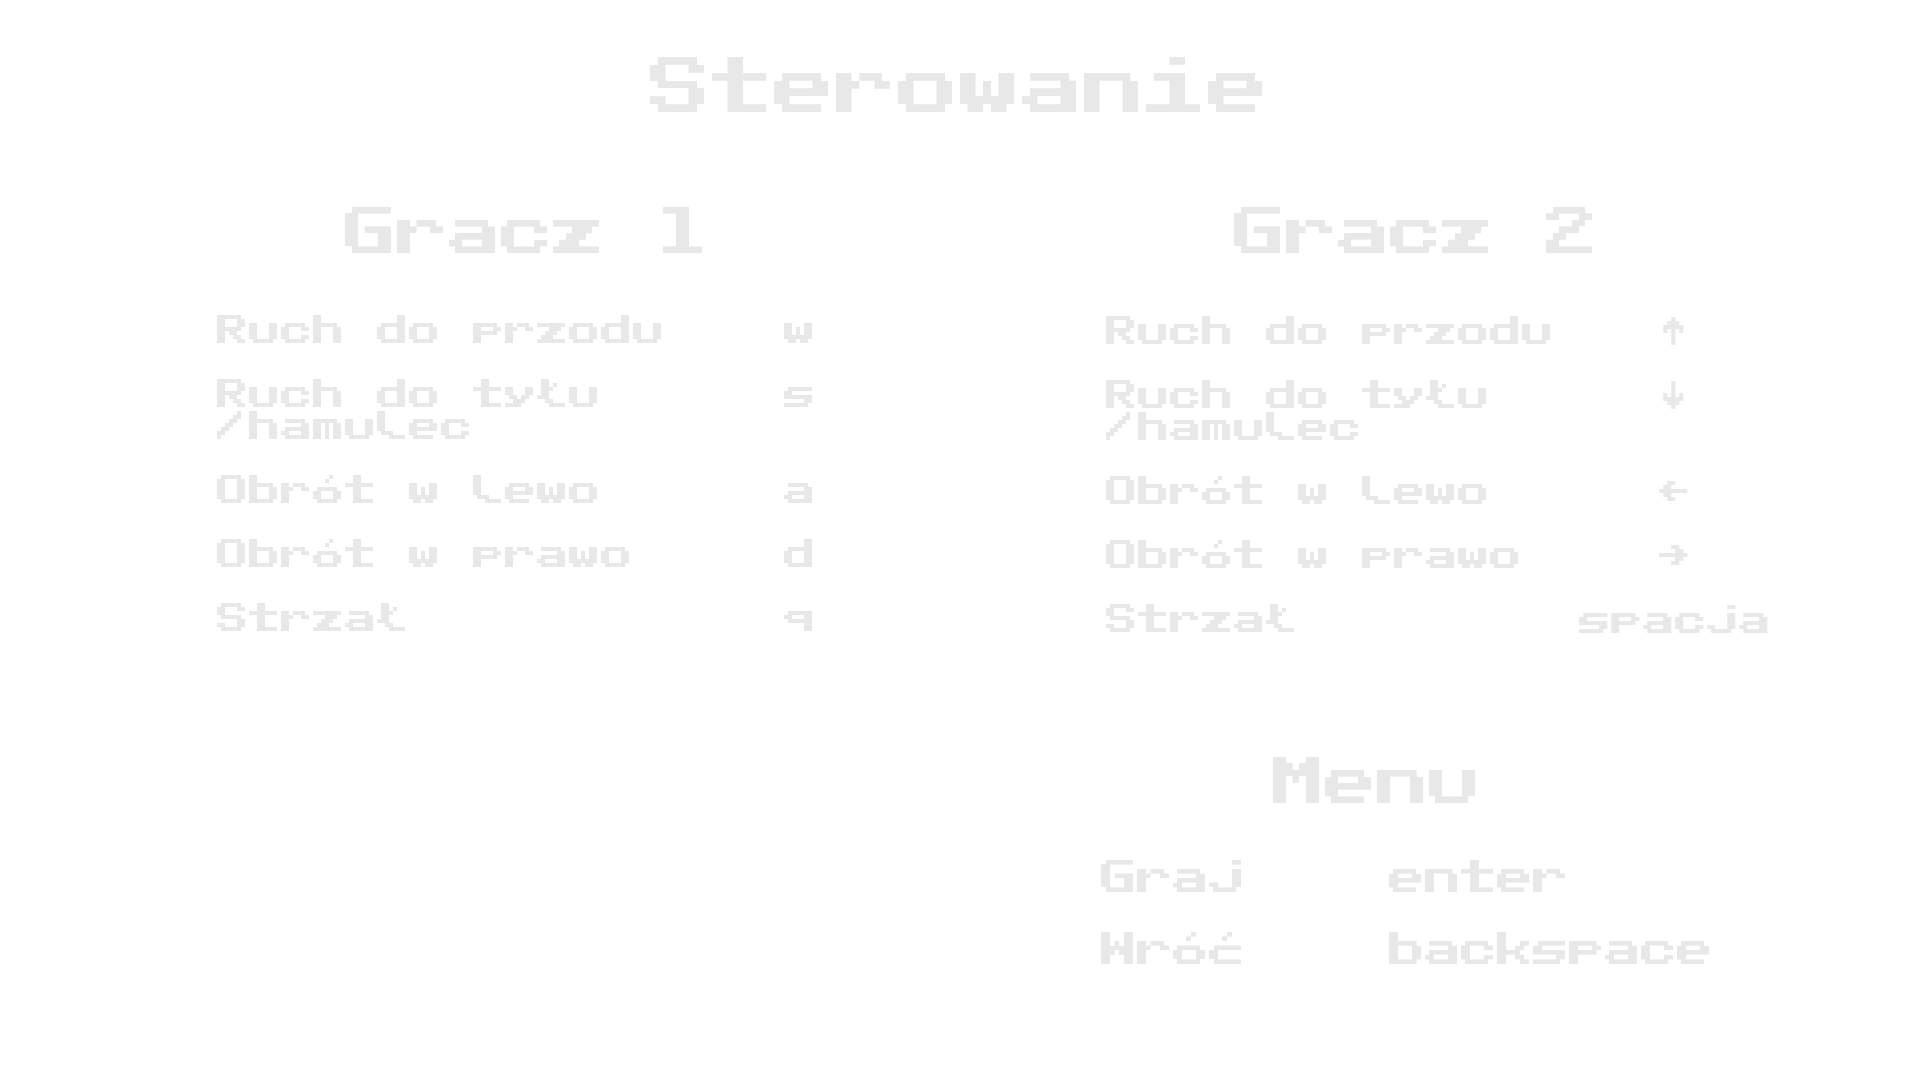 Sterowanie
Gracz 1
Ruch do przodu w
Ruch do tyłu s
/hamulec
Obrót w lewo a
Obrót w prawo d
Strzał q
Gracz 2
Ruch do przodu ↑
Ruch do tyłu ↓
/hamulec
Obrót w lewo ←
Obrót w prawo →
Strzał spacja
Menu
Graj enter
Wróć backspace